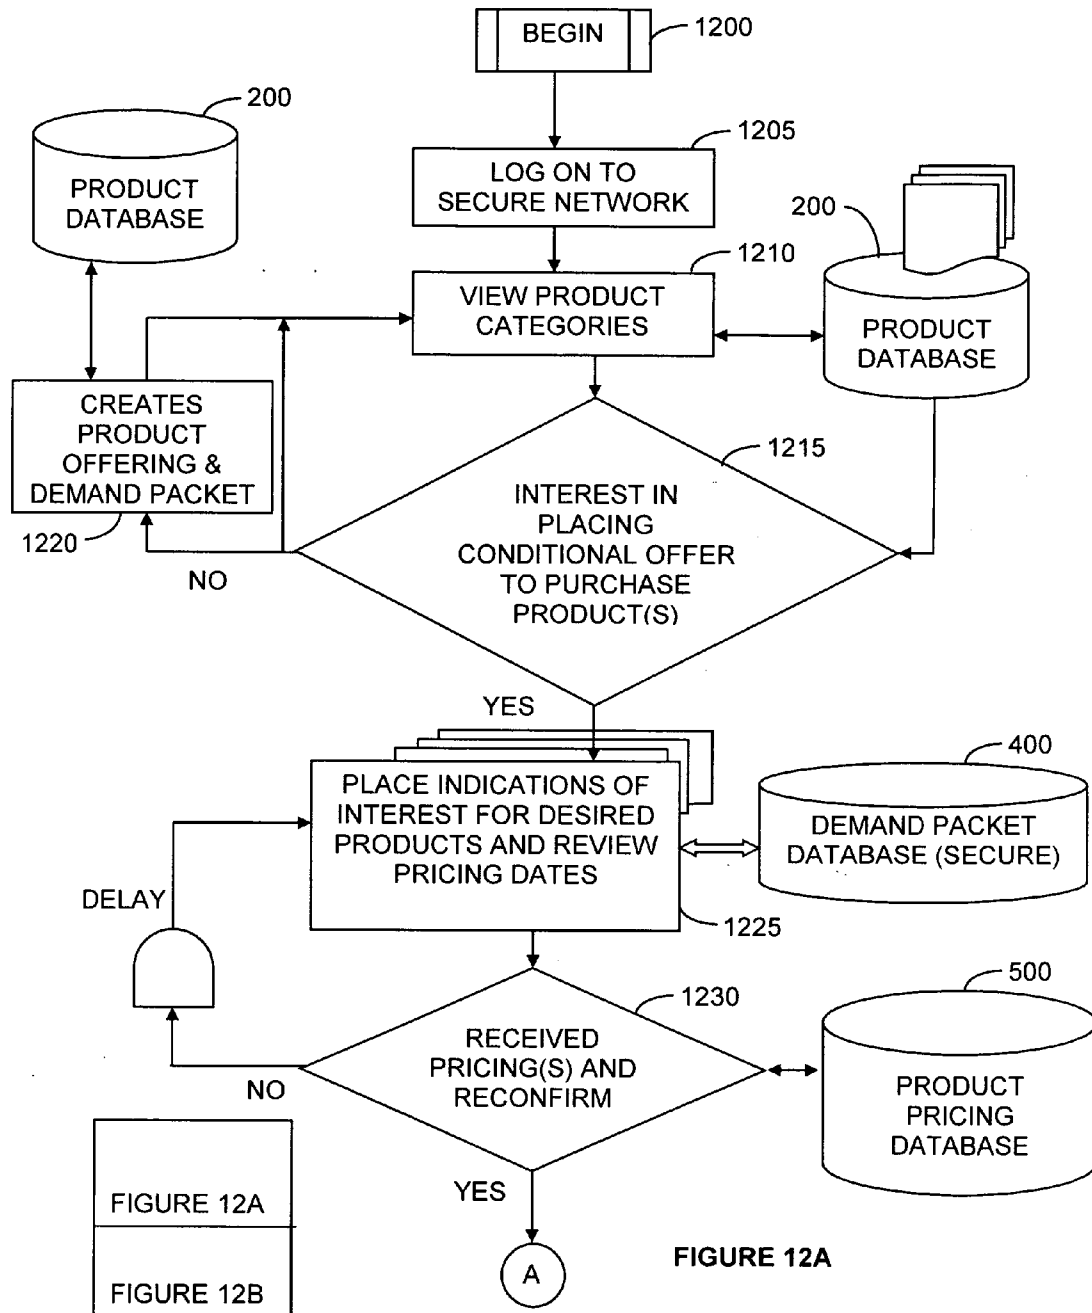 BEGIN
1200
200
PRODUCT
DATABASE
1205
LOG ON TO
SECURE NETWORK
200
1210
VIEW PRODUCT
CATEGORIES
PRODUCT
DATABASE
CREATES
PRODUCT
OFFERING &
DEMAND PACKET
1220
NO
1215
INTEREST IN
PLACING
CONDITIONAL OFFER
TO PURCHASE
PRODUCT(S)
YES
PLACE INDICATIONS OF
INTEREST FOR DESIRED
PRODUCTS AND REVIEW
PRICING DATES
1225
400
DEMAND PACKET
DATABASE (SECURE)
DELAY
1230
RECEIVED
PRICING(S) AND
RECONFIRM
NO
500
PRODUCT
PRICING
DATABASE
YES
A
FIGURE 12A
FIGURE 12B
FIGURE 12A